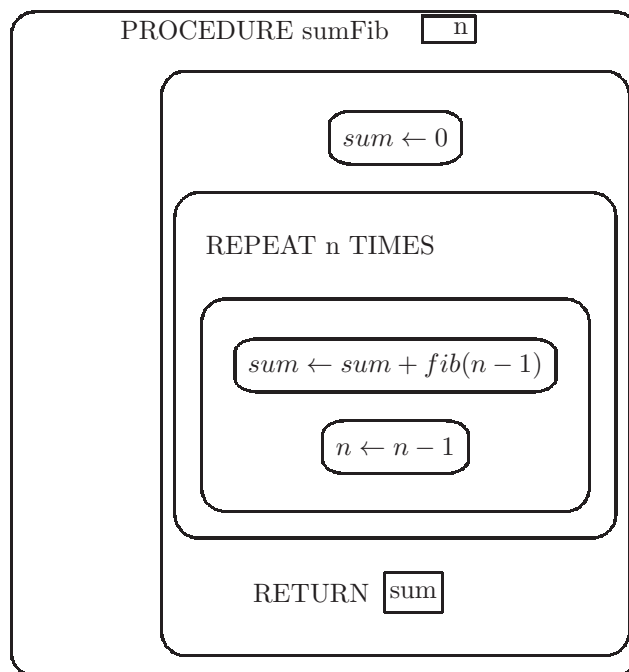 PROCEDURE sumFib n
sum ← 0
REPEAT n TIMES
sum ← sum + fib(n − 1)
n ← n − 1
RETURN sum